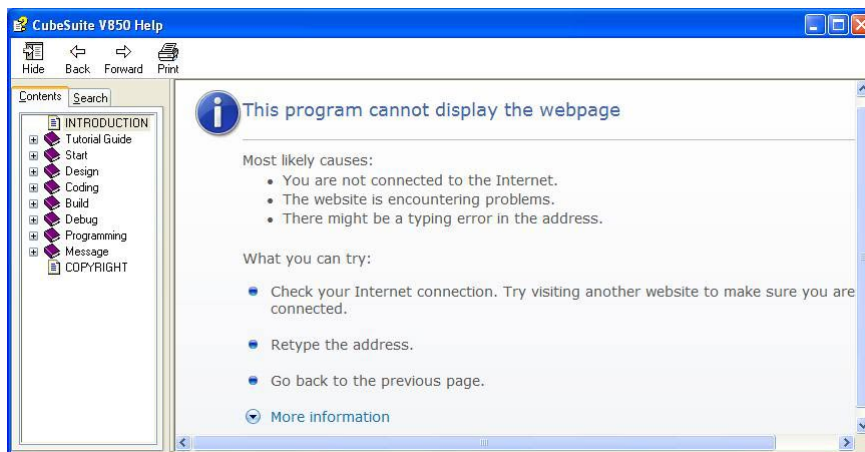 CubeSuite V850 Help
Hide Back Forward Print
Contents Search
INTRODUCTION
Tutorial Guide
Start
Design
Coding
Build
Debug
Programming
Message
COPYRIGHT
This program cannot display the webpage
Most likely causes:
• You are not connected to the Internet.
• The website is encountering problems.
• There might be a typing error in the address.
What you can try:
Check your Internet connection. Try visiting another website to make sure you are
connected.
Retype the address.
Go back to the previous page.
More information